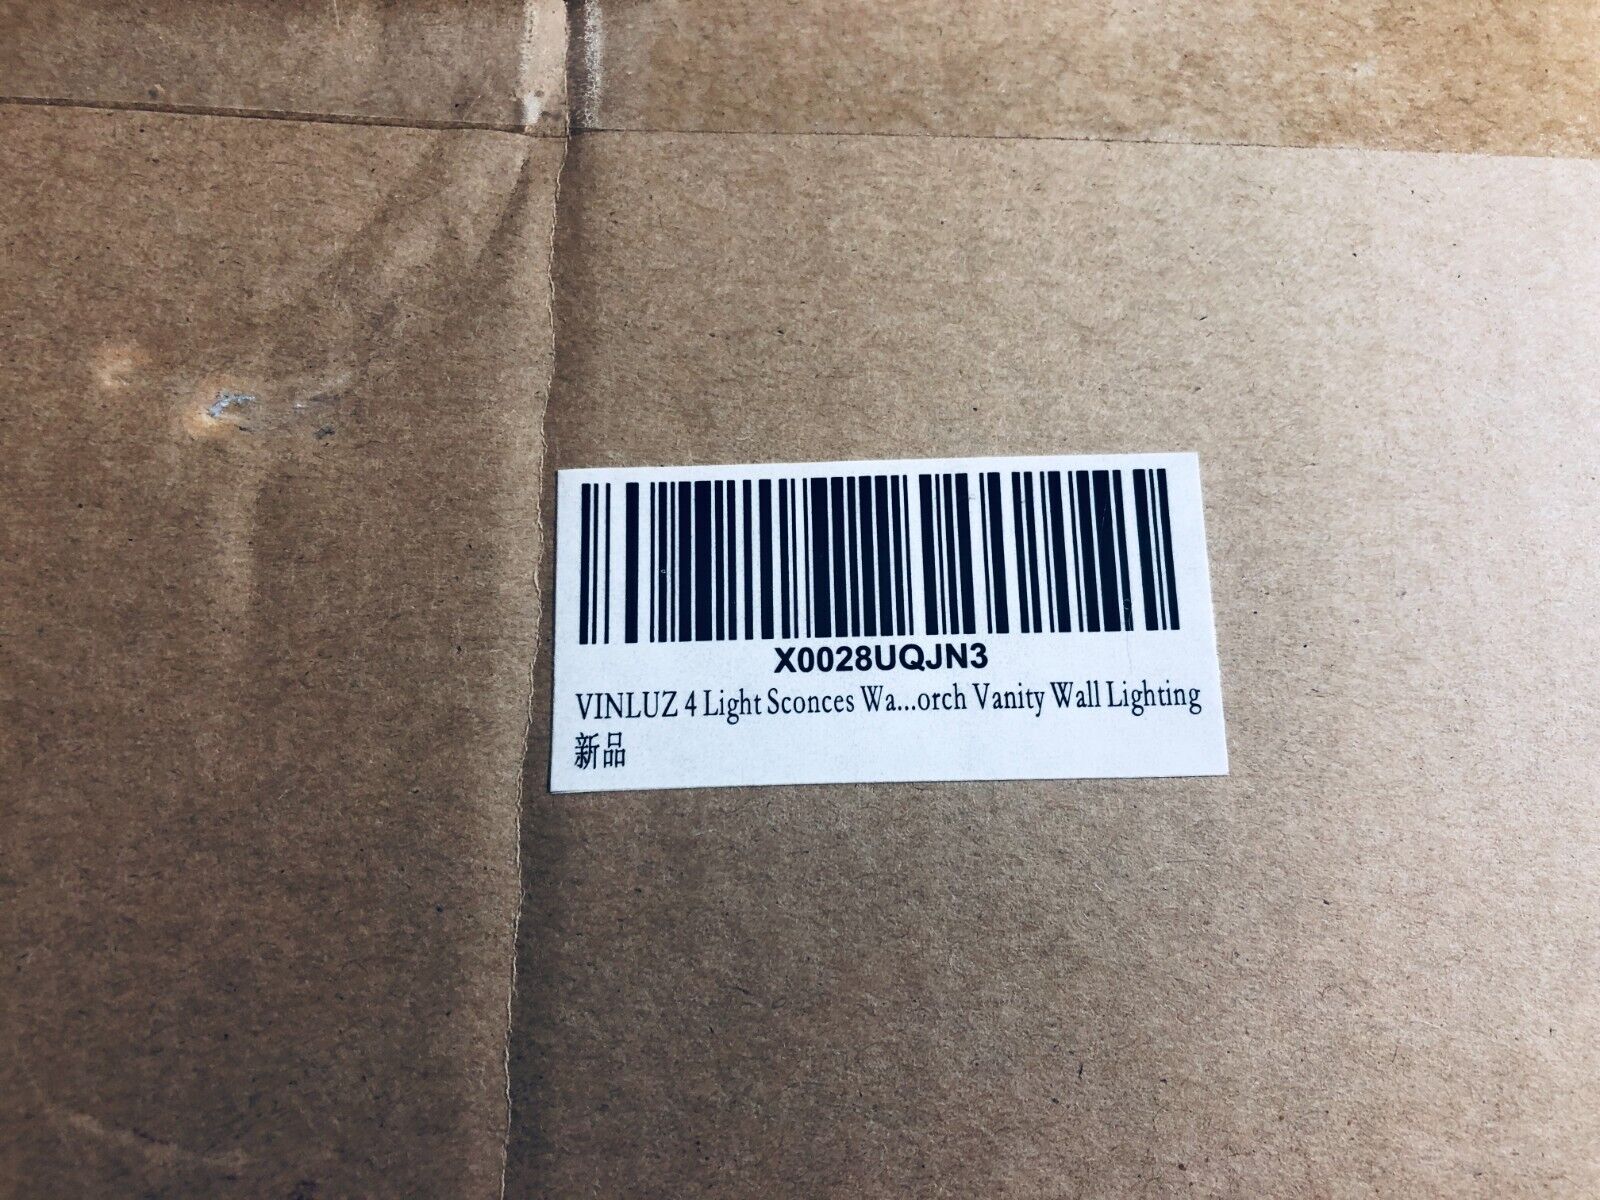 X0028UQJN3
VINLUZ 4 Light Sconces Wa...orch Vanity Wall Lighting
新品